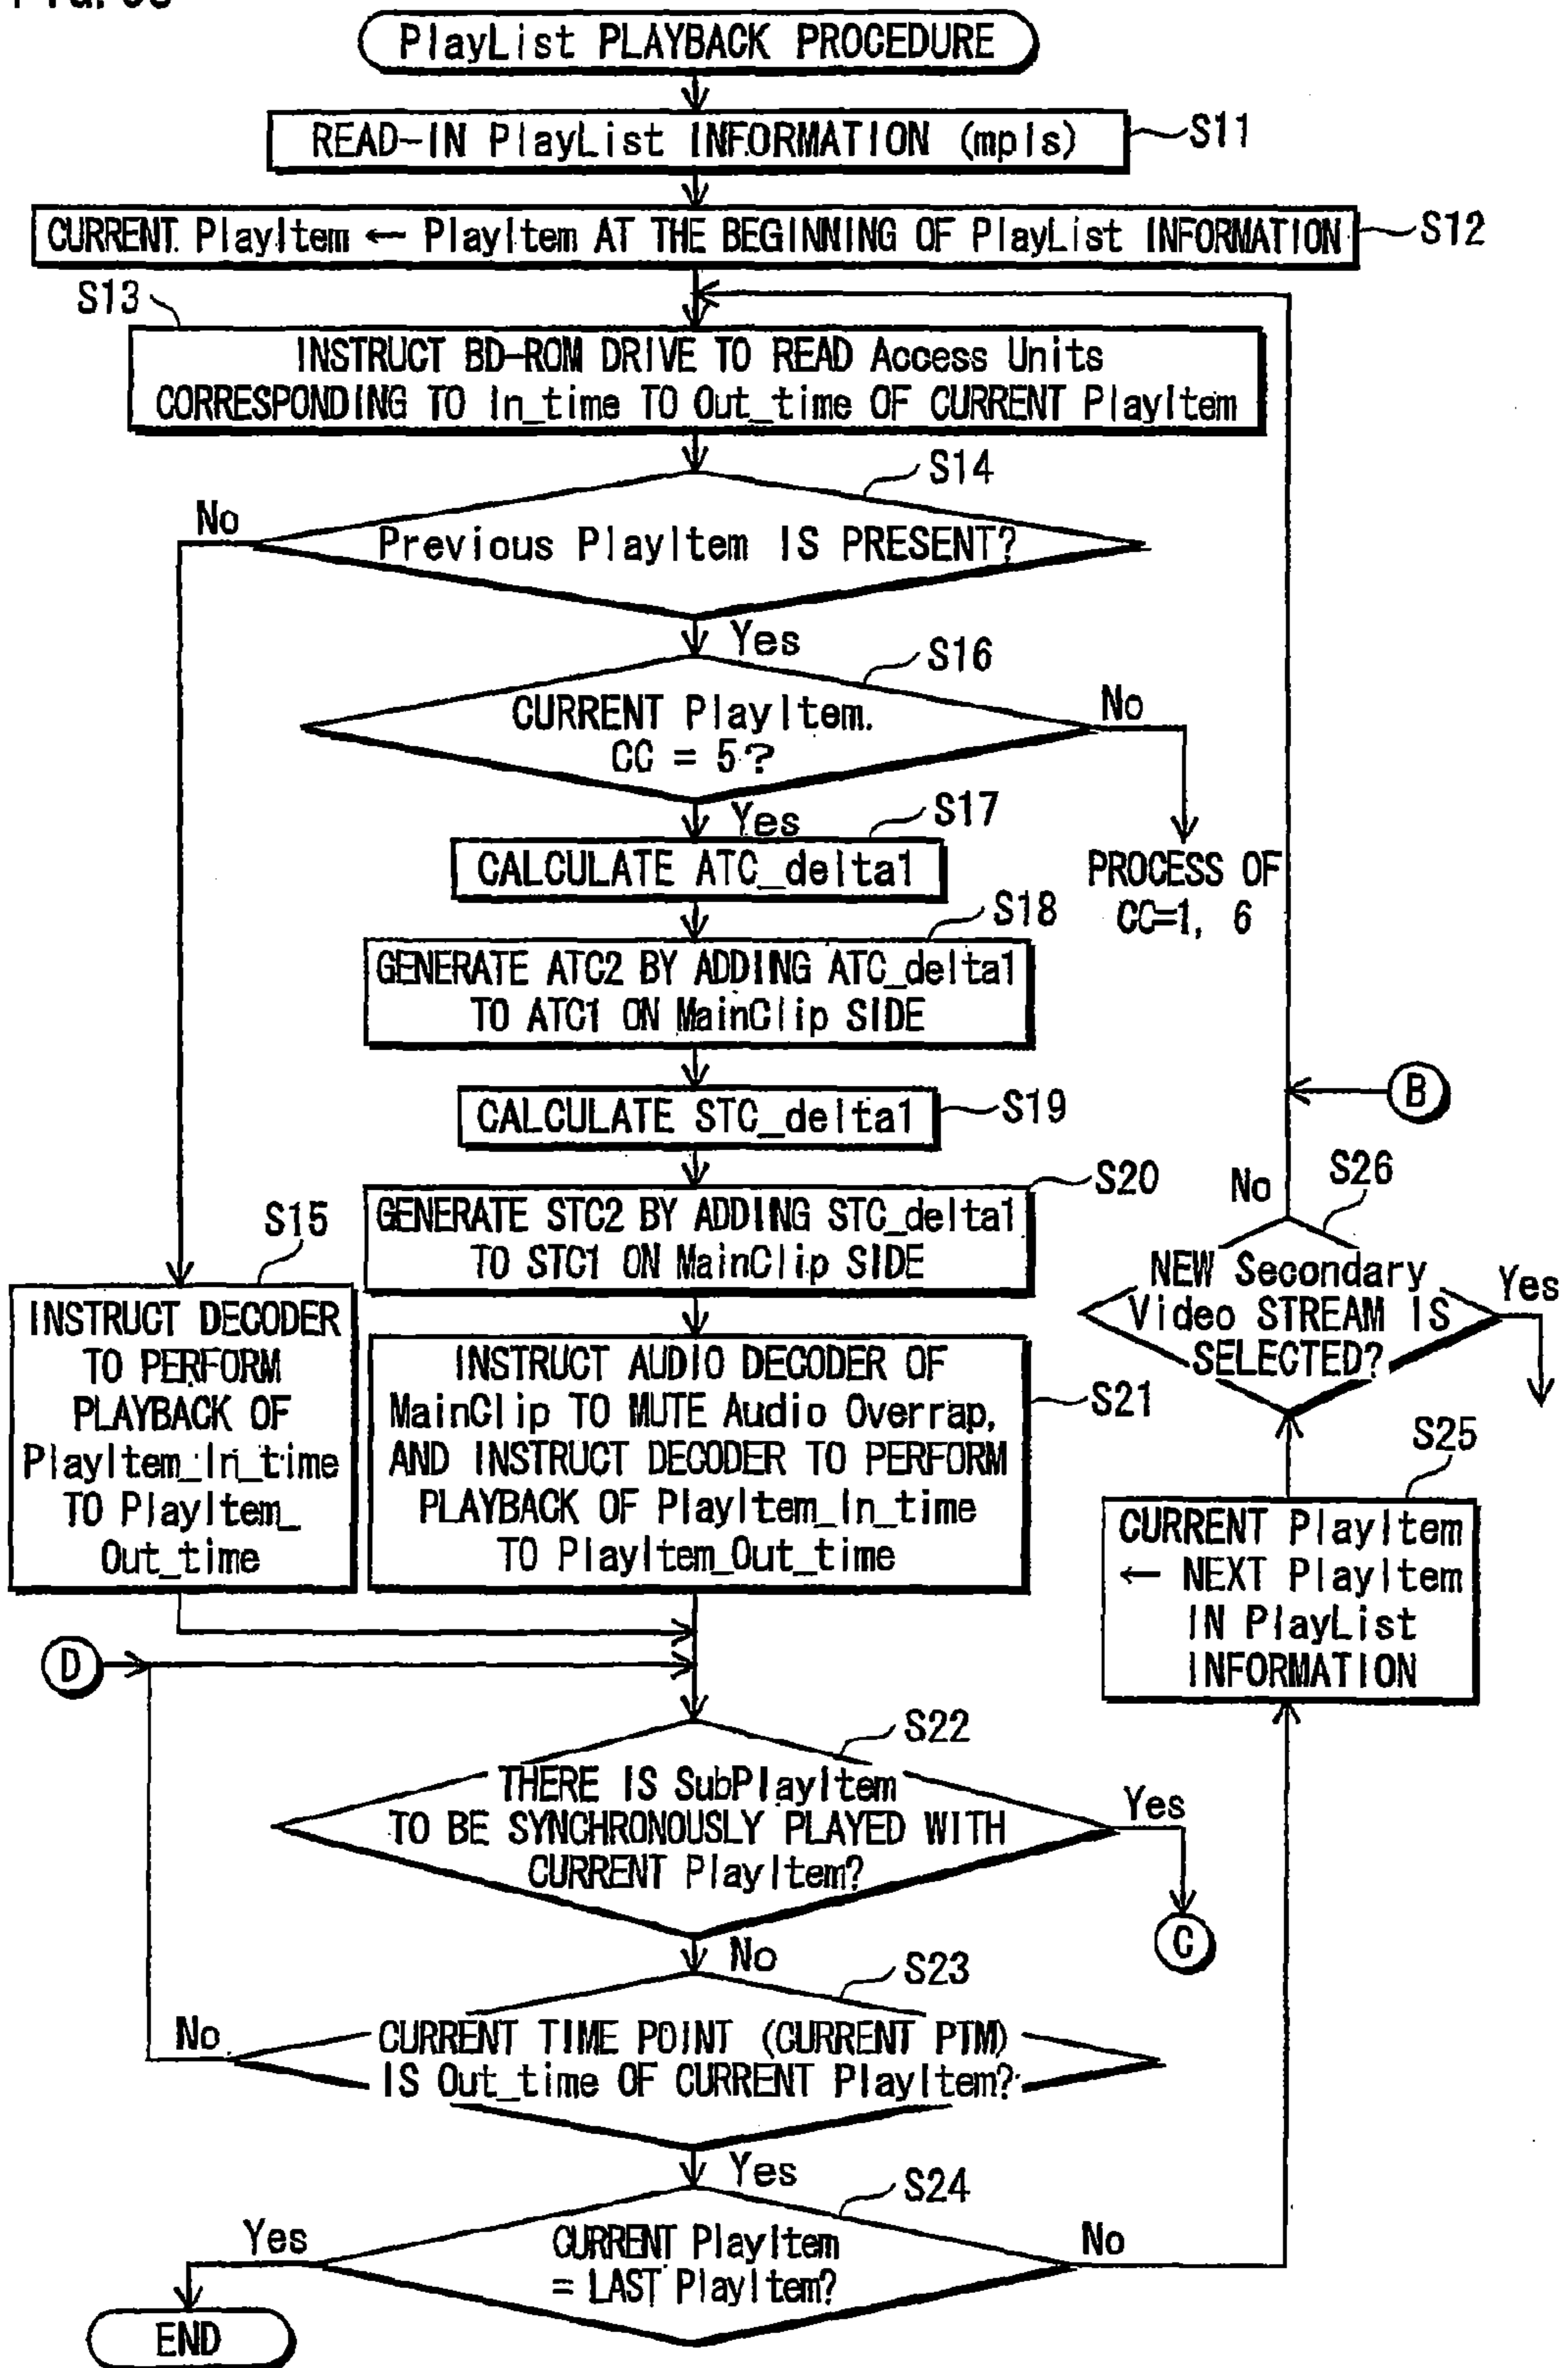 PlayList PLAYBACK PROCEDURE
READ-IN PlayList INFORMATION (mpls)
S11
CURRENT PlayItem ← PlayItem AT THE BEGINNING OF PlayList INFORMATION
S12
S13
INSTRUCT BD-ROM DRIVE TO READ Access Units
CORRESPONDING TO In_time TO Out_time OF CURRENT PlayItem
S14
No
Previous PlayItem IS PRESENT?
Yes
S16
CURRENT PlayItem.
CC = 5?
No
Yes
S17
CALCULATE ATC_delta1
PROCESS OF
CC=1, 6
S18
GENERATE ATC2 BY ADDING ATC_delta1
TO ATC1 ON MainClip SIDE
CALCULATE STC_delta1
S19
B
S20
GENERATE STC2 BY ADDING STC_delta1
TO STC1 ON MainClip SIDE
No
S26
NEW Secondary
Video STREAM IS
SELECTED?
Yes
S15
INSTRUCT DECODER
TO PERFORM
PLAYBACK OF
PlayItem_In_time
TO PlayItem_
Out_time
INSTRUCT AUDIO DECODER OF
MainClip TO MUTE Audio Overrap,
AND INSTRUCT DECODER TO PERFORM
PLAYBACK OF PlayItem_In_time
TO PlayItem_Out_time
S21
S25
CURRENT PlayItem
← NEXT PlayItem
IN PlayList
INFORMATION
D
S22
THERE IS SubPlayItem
TO BE SYNCHRONOUSLY PLAYED WITH
CURRENT PlayItem?
Yes
C
No
S23
No
CURRENT TIME POINT (CURRENT PTM)
IS Out_time OF CURRENT PlayItem?
Yes
S24
Yes
CURRENT PlayItem
= LAST PlayItem?
No
END